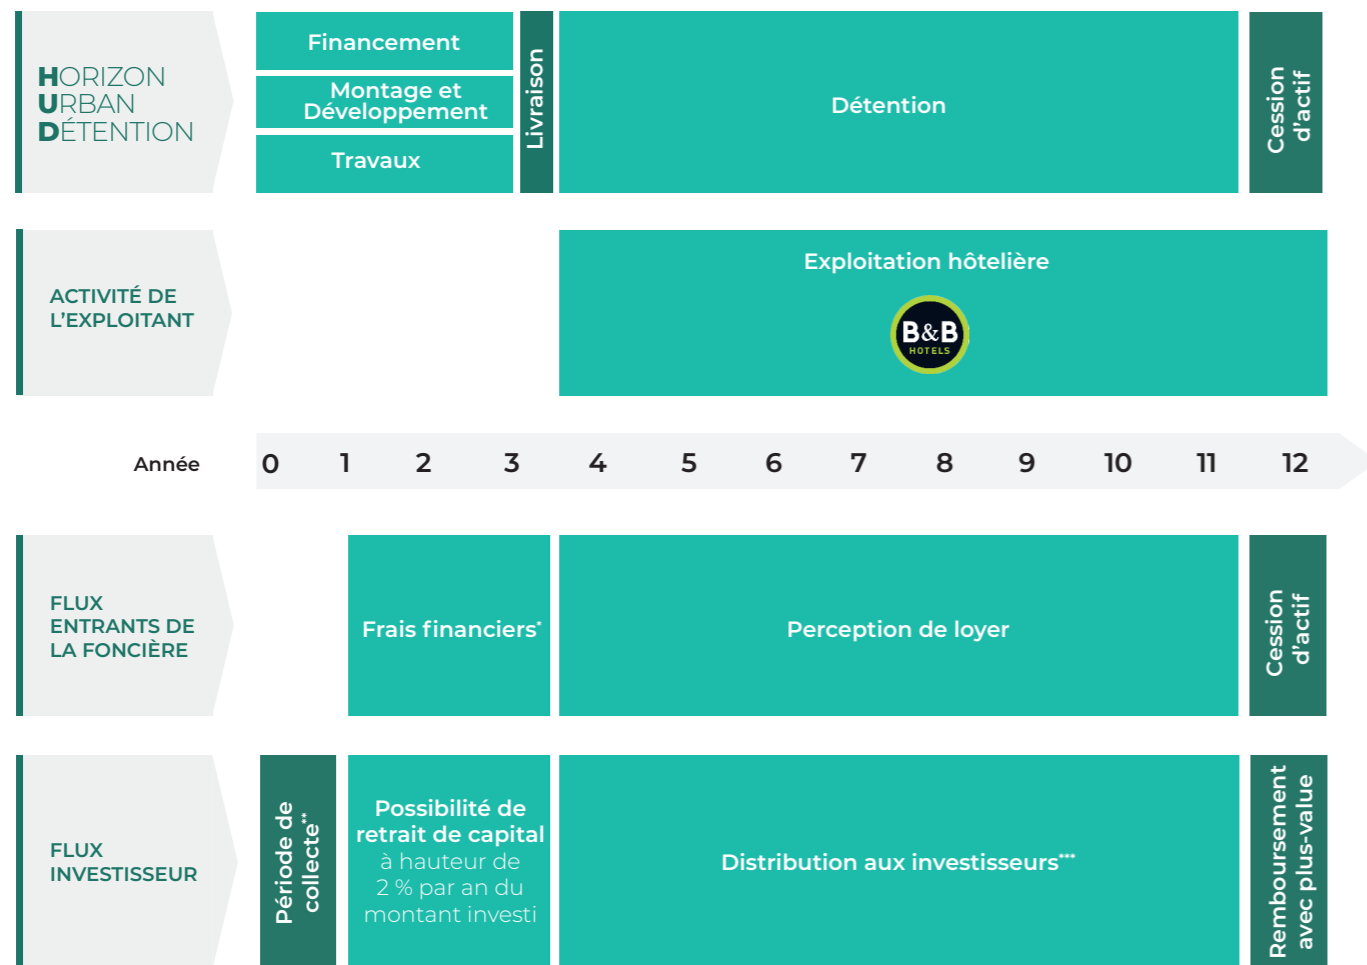 HORIZON
URBAN
DÉTENTION
Financement
Montage et
Développement
Travaux
Livraison
Détention
Cession
d'actif
ACTIVITÉ DE
L'EXPLOITANT
Exploitation hôtelière
B&B
HOTELS
Année 0 1 2 3 4 5 6 7 8 9 10 11 12
FLUX
ENTRANTS DE
LA FONCIÈRE
Frais financiers*
Perception de loyer
Cession
d'actif
FLUX
INVESTISSEUR
Période de
collecte**
Possibilité de
retrait de capital
à hauteur de
2 % par an du
montant investi
Distribution aux investisseurs***
Remboursement
avec plus-value